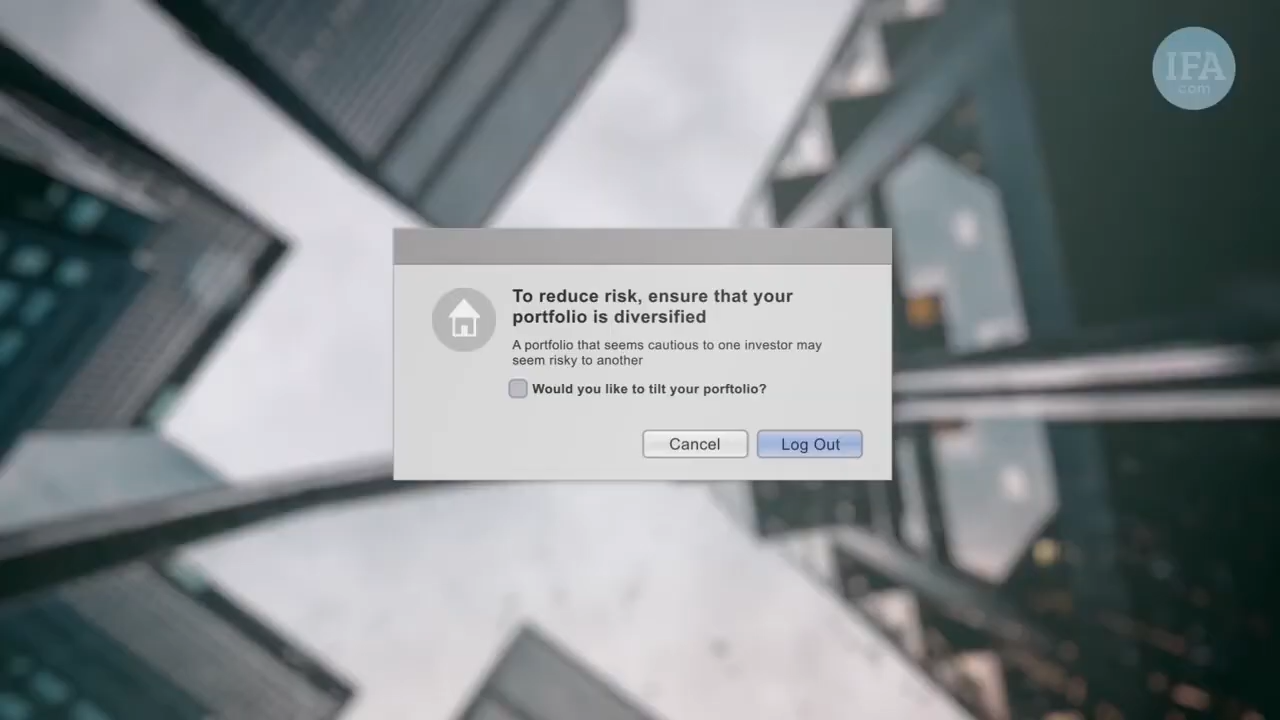 IFA
.com
To reduce risk, ensure that your
portfolio is diversified
A portfolio that seems cautious to one investor may
seem risky to another
Would you like to tilt your porftolio?
Cancel
Log Out